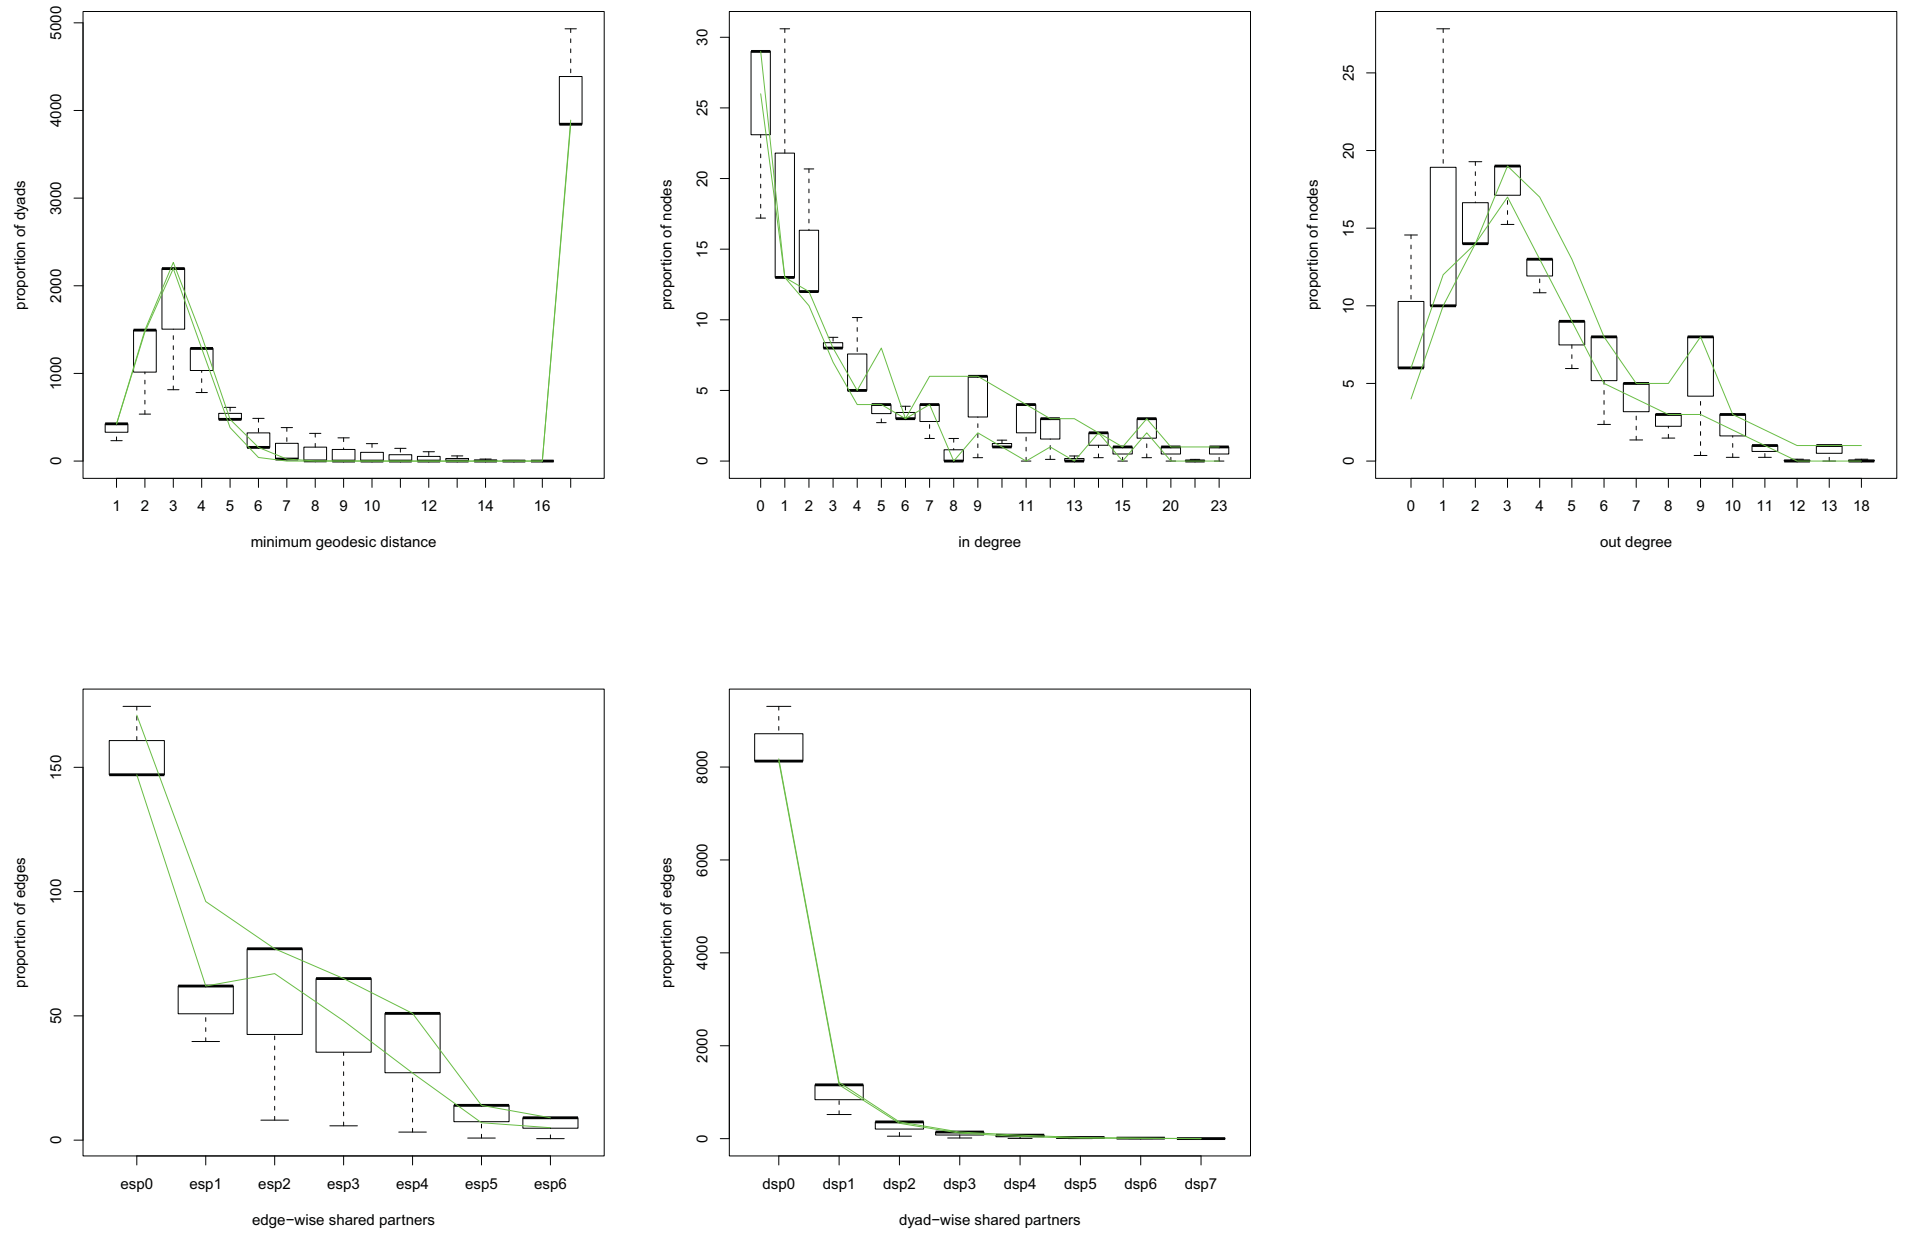 proportion of dyads
0 1000 2000 3000 4000 5000
1 2 3 4 5 6 7 8 9 10 12 14 16
minimum geodesic distance
proportion of nodes
0 5 10 15 20 25 30
0 1 2 3 4 5 6 7 8 9 11 13 15 20 23
in degree
proportion of nodes
0 5 10 15 20 25
0 1 2 3 4 5 6 7 8 9 10 11 12 13 18
out degree
proportion of edges
0 50 100 150
esp0 esp1 esp2 esp3 esp4 esp5 esp6
edge−wise shared partners
proportion of edges
0 2000 4000 6000 8000
dsp0 dsp1 dsp2 dsp3 dsp4 dsp5 dsp6 dsp7
dyad−wise shared partners